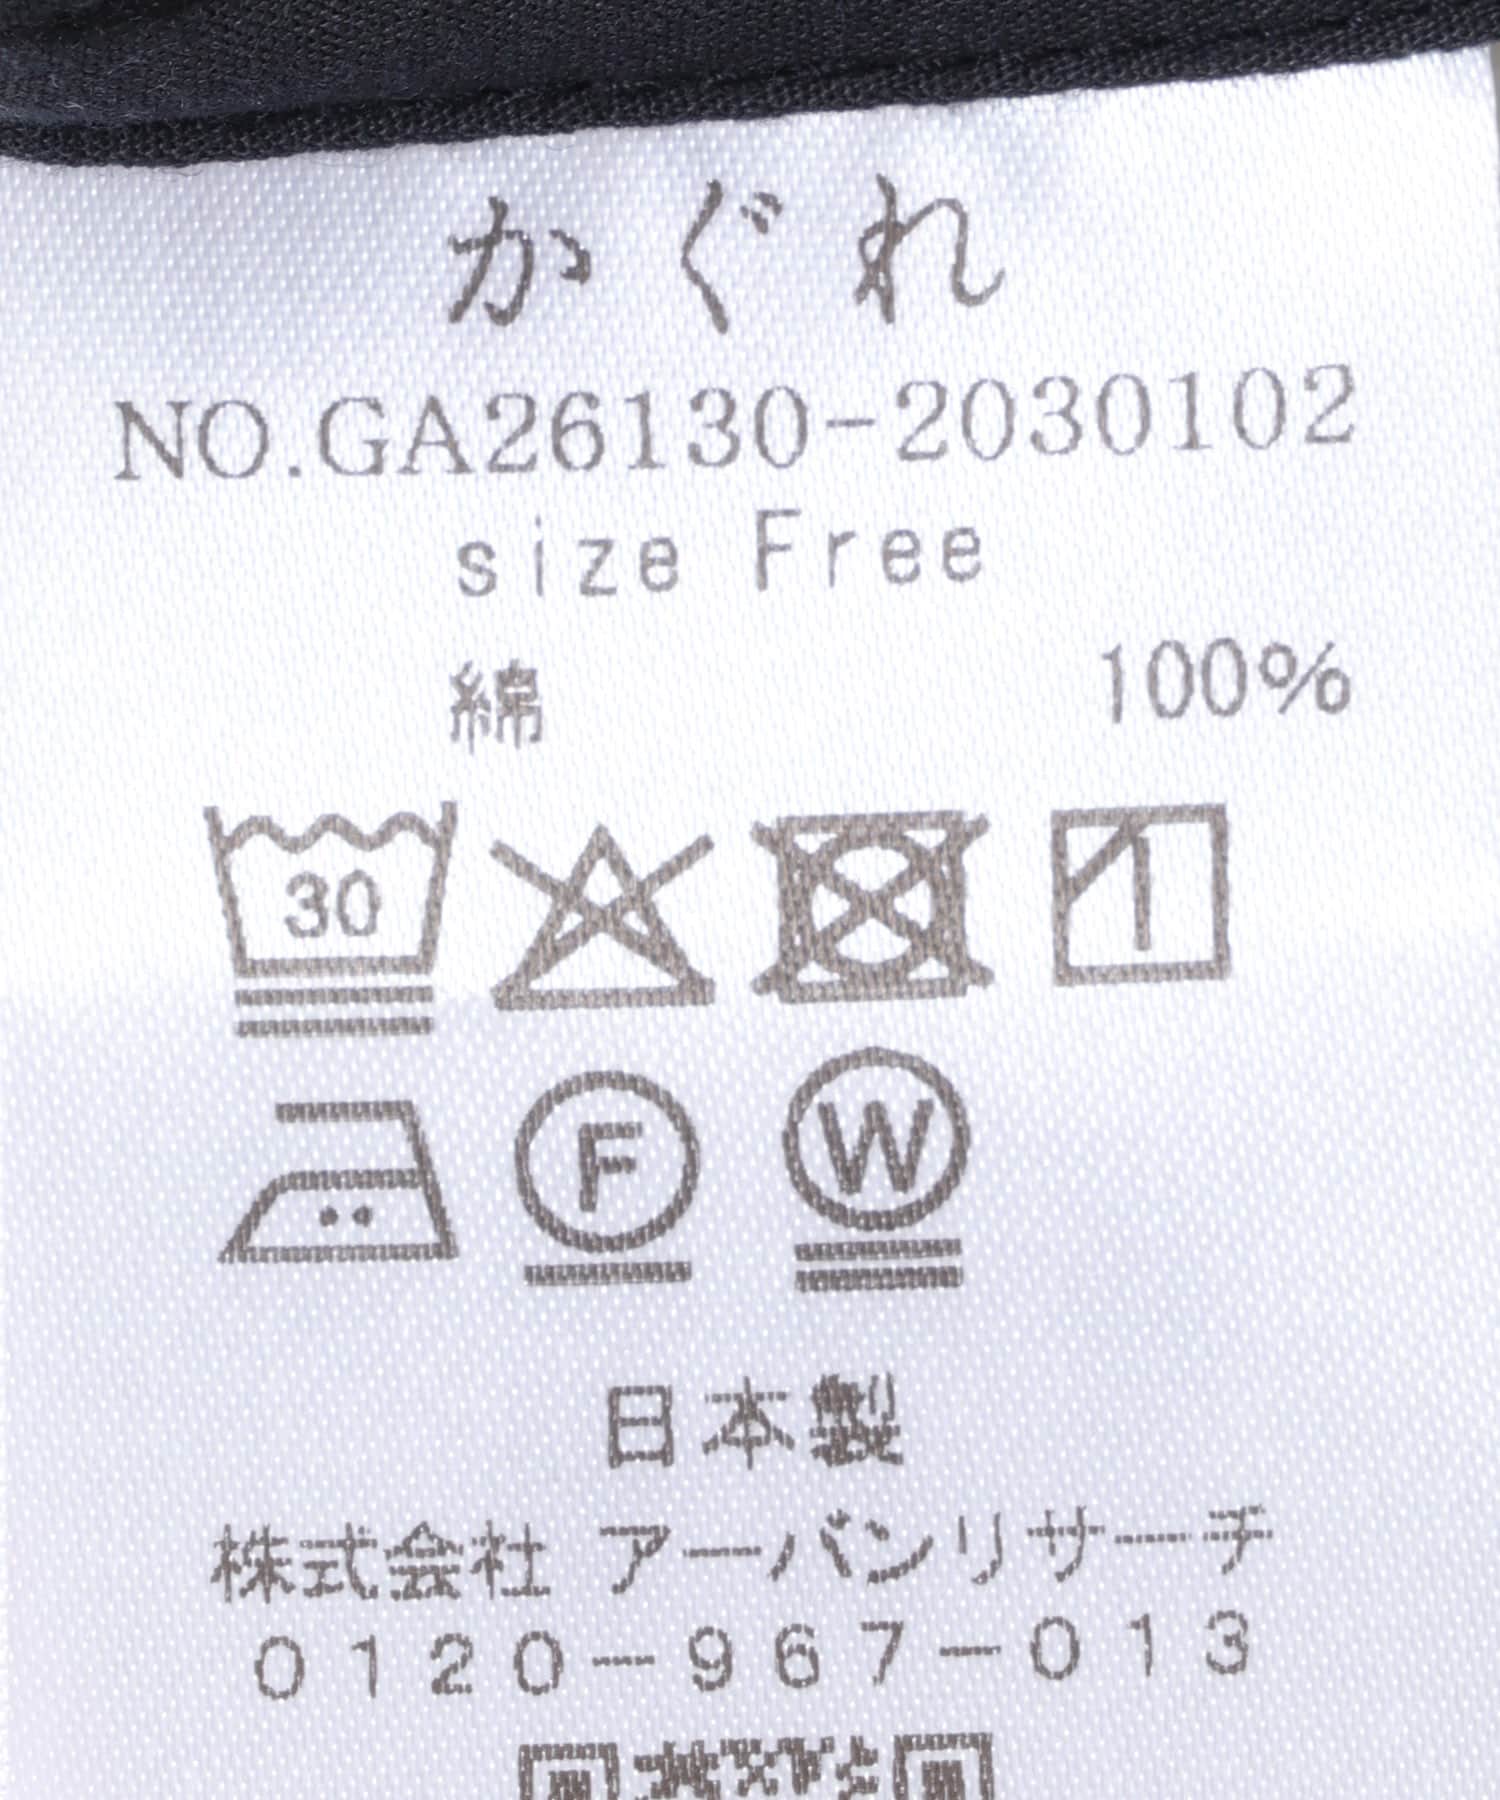 かぐれ
NO.GA26130-2030102
size Free
綿 100%
30
F W
日本製
株式会社 アーバンリサーチ
0120-967-013